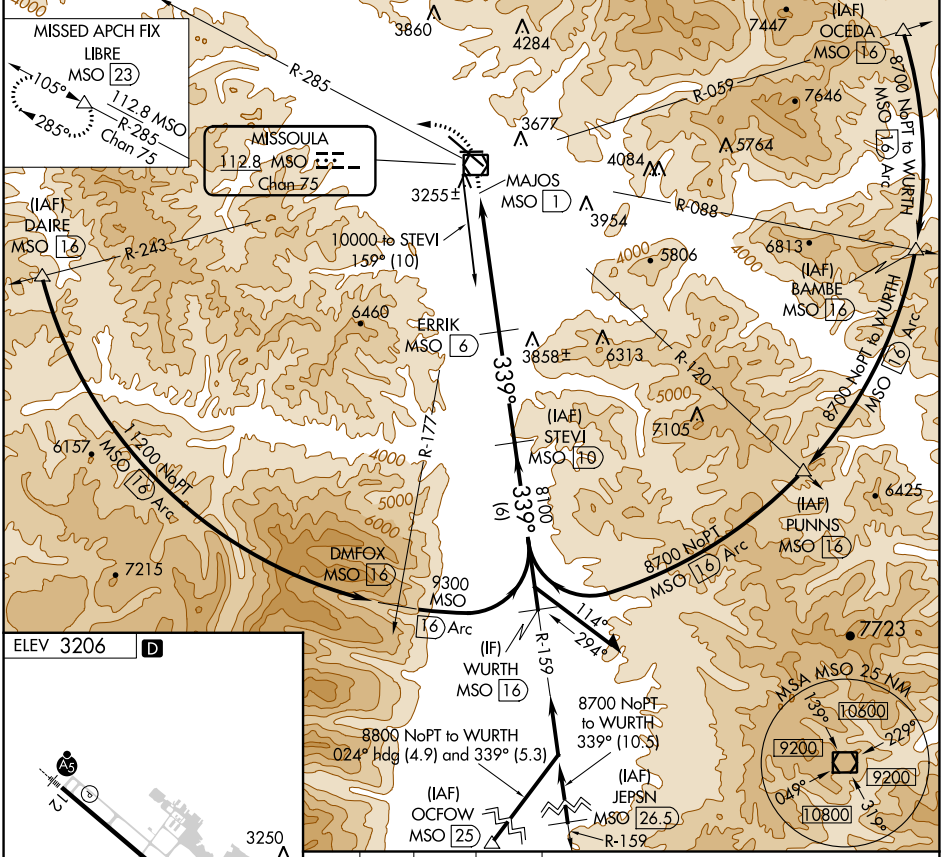 4000
3860
4284
7447
(IAF)
OCEDA
MSO 16
MISSED APCH FIX
LIBRE
MSO 23
105°
285°
112.8 MSO
R-285
Chan 75
R-285
R-059
7646
8700 NoPT to WURTH
MSO 16 Arc
MISSOULA
112.8 MSO
Chan 75
3677
5764
4084
3255±
MAJOS
MSO 1
3954
R-088
(IAF)
DAIRE
MSO 16
R-243
10000 to STEVI
159° (10)
4000
5806
4000
6813
(IAF)
BAMBE
MSO 16
6460
ERRIK
MSO 6
3858±
6313
R-120
8700 NoPT to WURTH
MSO 16 Arc
339°
5000
7105
(IAF)
STEVI
MSO 10
R-177
6157
11200 NoPT
MSO 16 Arc
4000
5000
6000
339°
(6)
8100
6425
(IAF)
PUNNS
MSO 16
8700 NoPT
MSO 16 Arc
7215
DMFOX
MSO 16
9300
MSO
16 Arc
114°
294°
(IF)
WURTH
MSO 16
R-159
7723
ELEV 3206 D
MSA MSO 25 NM
139°
10600
229°
9200
9200
049°
319°
10800
8800 NoPT to WURTH
024° hdg (4.9) and 339° (5.3)
8700 NoPT
to WURTH
339° (10.5)
(IAF)
OCFOW
MSO 25
(IAF)
JEPSN
MSO 26.5
R-159
A5
P
12
3250